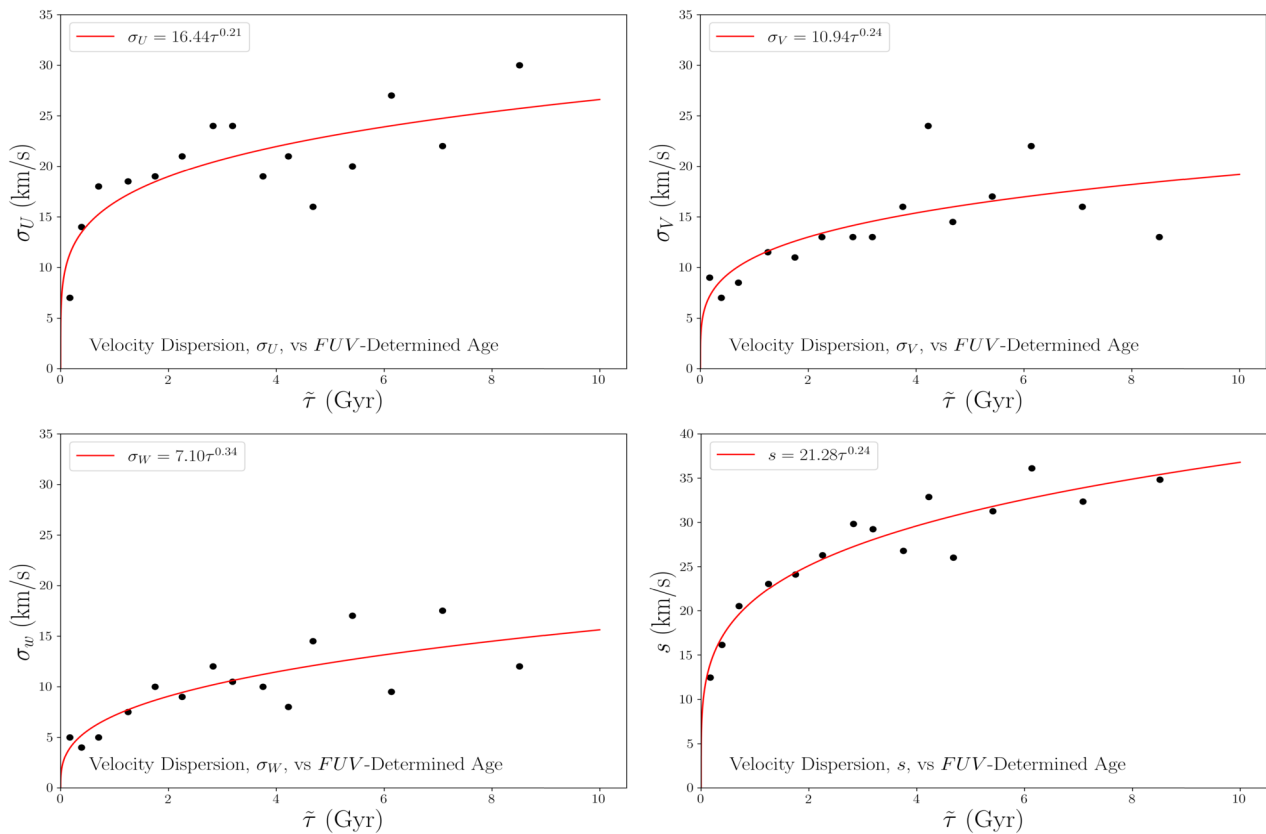 σ_U = 16.44τ^0.21
35
30
25
20
15
10
5
0
σ_U (km/s)
Velocity Dispersion, σ_U, vs FUV-Determined Age
0 2 4 6 8 10
τ̃ (Gyr)
σ_V = 10.94τ^0.24
35
30
25
20
15
10
5
0
σ_V (km/s)
Velocity Dispersion, σ_V, vs FUV-Determined Age
0 2 4 6 8 10
τ̃ (Gyr)
σ_W = 7.10τ^0.34
35
30
25
20
15
10
5
0
σ_w (km/s)
Velocity Dispersion, σ_W, vs FUV-Determined Age
0 2 4 6 8 10
τ̃ (Gyr)
s = 21.28τ^0.24
40
35
30
25
20
15
10
5
0
s (km/s)
Velocity Dispersion, s, vs FUV-Determined Age
0 2 4 6 8 10
τ̃ (Gyr)